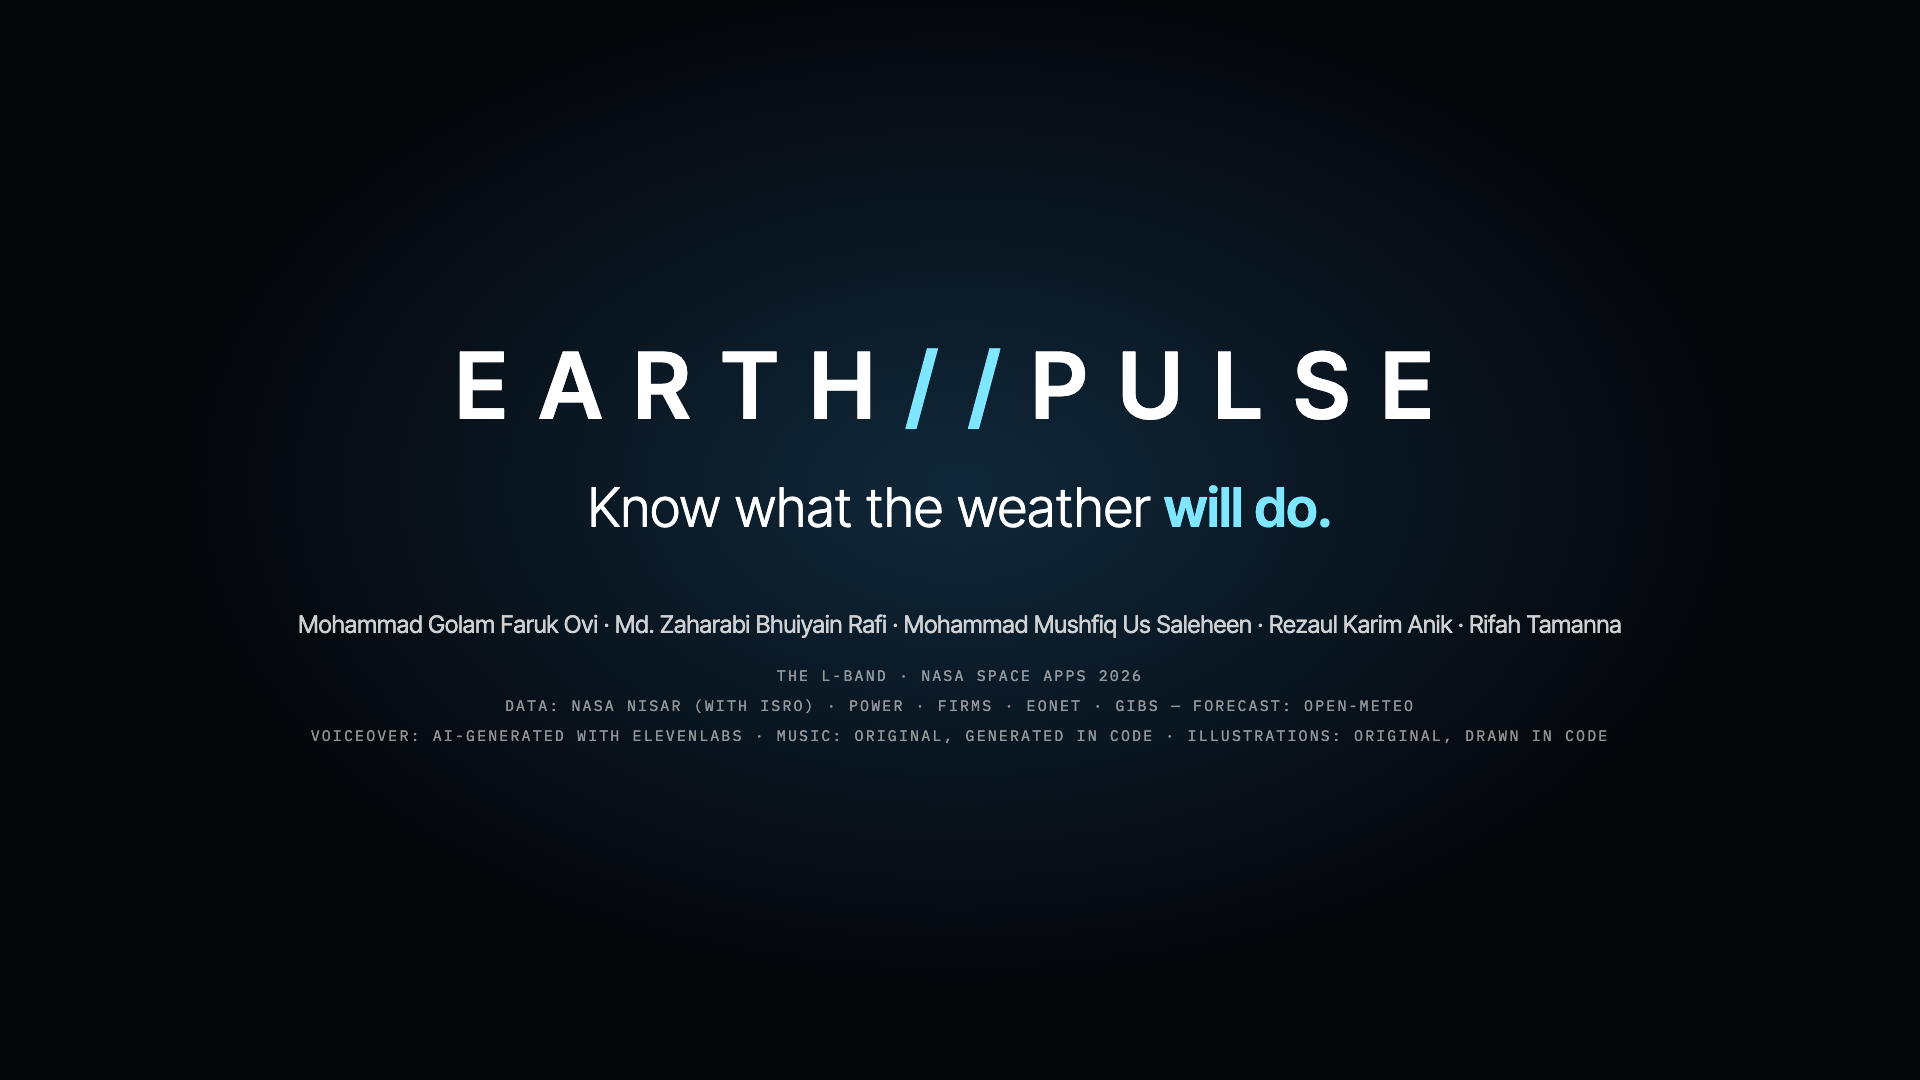 EARTH//PULSE
Know what the weather will do.
Mohammad Golam Faruk Ovi · Md. Zaharabi Bhuiyain Rafi · Mohammad Mushfiq Us Saleheen · Rezaul Karim Anik · Rifah Tamanna
THE L-BAND · NASA SPACE APPS 2026
DATA: NASA NISAR (WITH ISRO) · POWER · FIRMS · EONET · GIBS — FORECAST: OPEN-METEO
VOICEOVER: AI-GENERATED WITH ELEVENLABS · MUSIC: ORIGINAL, GENERATED IN CODE · ILLUSTRATIONS: ORIGINAL, DRAWN IN CODE